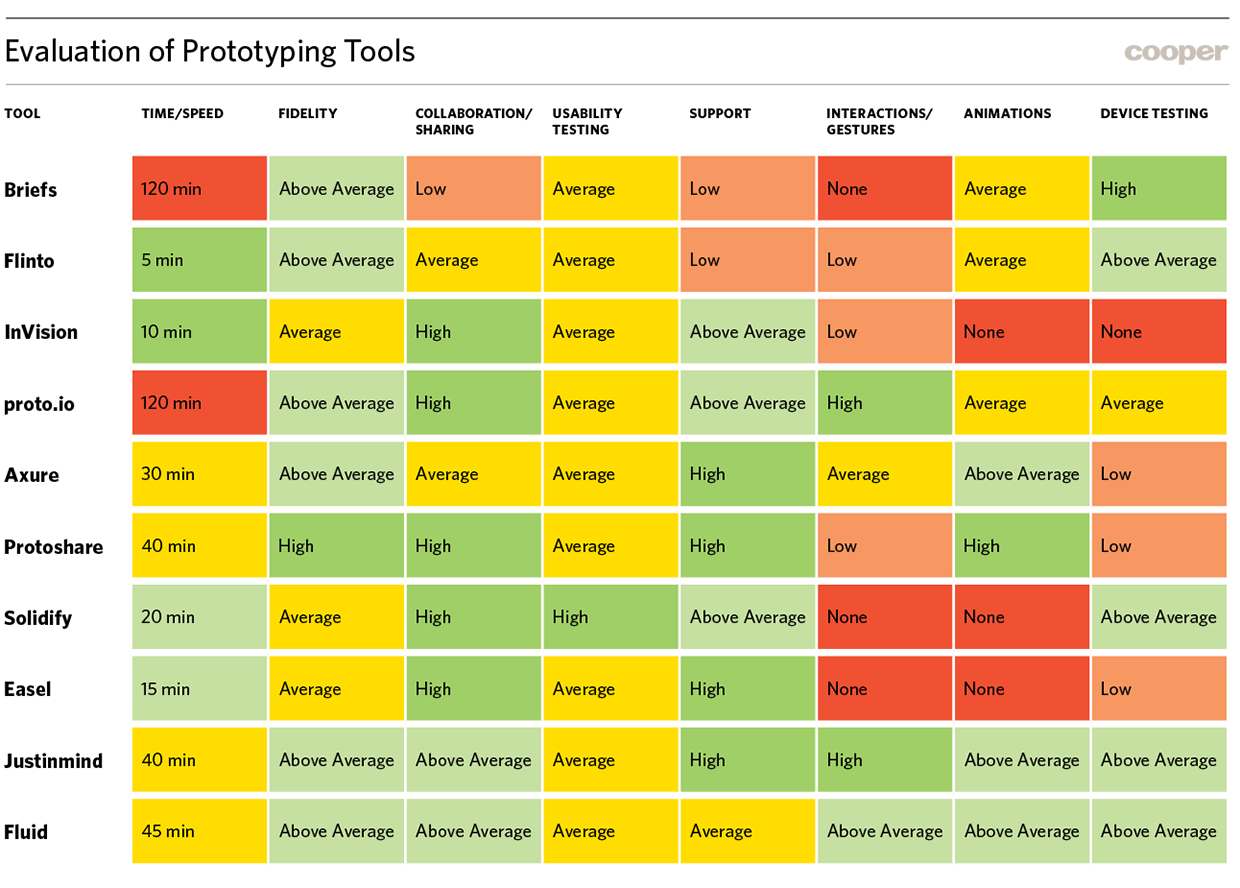 Evaluation of Prototyping Tools
cooper
TOOL TIME/SPEED FIDELITY COLLABORATION/ USABILITY SUPPORT INTERACTIONS/ ANIMATIONS DEVICE TESTING
SHARING TESTING GESTURES
Briefs 120 min Above Average Low Average Low None Average High
Flinto 5 min Above Average Average Average Low Low Average Above Average
InVision 10 min Average High Average Above Average Low None None
proto.io 120 min Above Average High Average Above Average High Average Average
Axure 30 min Above Average Average Average High Average Above Average Low
Protoshare 40 min High High Average High Low High Low
Solidify 20 min Average High High Above Average None None Above Average
Easel 15 min Average High Average High None None Low
Justinmind 40 min Above Average Above Average Average High High Above Average Above Average
Fluid 45 min Above Average Above Average Average Average Above Average Above Average Above Average